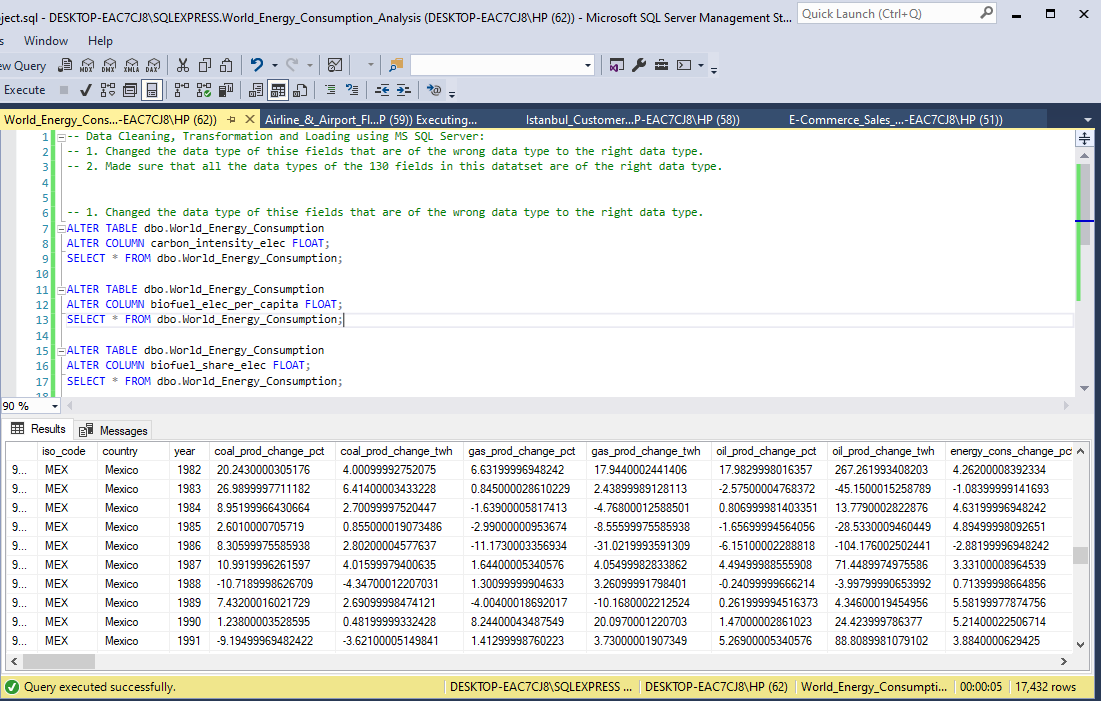 ject.sql - DESKTOP-EAC7CJ8\SQLEXPRESS.World_Energy_Consumption_Analysis (DESKTOP-EAC7CJ8\HP (62)) - Microsoft SQL Server Management St...
Quick Launch (Ctrl+Q)
s Window Help
ew Query MDX DMX XMLA DAX
Execute
World_Energy_Cons...-EAC7CJ8\HP (62)) Airline_&_Airport_Fl...P (59)) Executing... Istanbul_Customer...P-EAC7CJ8\HP (58)) E-Commerce_Sales_...-EAC7CJ8\HP (51))
1 -- Data Cleaning, Transformation and Loading using MS SQL Server:
2 -- 1. Changed the data type of thise fields that are of the wrong data type to the right data type.
3 -- 2. Made sure that all the data types of the 130 fields in this datatset are of the right data type.
4
5
6 -- 1. Changed the data type of thise fields that are of the wrong data type to the right data type.
7 ALTER TABLE dbo.World_Energy_Consumption
8 ALTER COLUMN carbon_intensity_elec FLOAT;
9 SELECT * FROM dbo.World_Energy_Consumption;
10
11 ALTER TABLE dbo.World_Energy_Consumption
12 ALTER COLUMN biofuel_elec_per_capita FLOAT;
13 SELECT * FROM dbo.World_Energy_Consumption;
14
15 ALTER TABLE dbo.World_Energy_Consumption
16 ALTER COLUMN biofuel_share_elec FLOAT;
17 SELECT * FROM dbo.World_Energy_Consumption;
18
90 %
Results Messages
iso_code country year coal_prod_change_pct coal_prod_change_twh gas_prod_change_pct gas_prod_change_twh oil_prod_change_pct oil_prod_change_twh energy_cons_change_pc
9... MEX Mexico 1982 20.2430000305176 4.00099992752075 6.63199996948242 17.9440002441406 17.9829998016357 267.261993408203 4.26200008392334
9... MEX Mexico 1983 26.9899997711182 6.41400003433228 0.845000028610229 2.43899989128113 -2.57500004768372 -45.1500015258789 -1.08399999141693
9... MEX Mexico 1984 8.95199966430664 2.70099997520447 -1.63900005817413 -4.76800012588501 0.806999981403351 13.7790002822876 4.63199996948242
9... MEX Mexico 1985 2.6010000705719 0.855000019073486 -2.99000000953674 -8.55599975585938 -1.65699994564056 -28.5330009460449 4.89499998092651
9... MEX Mexico 1986 8.30599975585938 2.80200004577637 -11.1730003356934 -31.0219993591309 -6.15100002288818 -104.176002502441 -2.88199996948242
9... MEX Mexico 1987 10.9919996261597 4.01599979400635 1.64400005340576 4.05499982833862 4.49499988555908 71.4489974975586 3.33100008964539
9... MEX Mexico 1988 -10.7189998626709 -4.34700012207031 1.30099999904633 3.26099991798401 -0.24099999666214 -3.99799990653992 0.71399998664856
9... MEX Mexico 1989 7.43200016021729 2.69099998474121 -4.00400018692017 -10.1680002212524 0.261999994516373 4.34600019454956 5.58199977874756
9... MEX Mexico 1990 1.23800003528595 0.48199999332428 8.24400043487549 20.0970001220703 1.47000002861023 24.423999786377 5.21400022506714
9... MEX Mexico 1991 -9.19499969482422 -3.62100005149841 1.41299998760223 3.73000001907349 5.26900005340576 88.8089981079102 3.8840000629425
Query executed successfully. DESKTOP-EAC7CJ8\SQLEXPRESS ... DESKTOP-EAC7CJ8\HP (62) World_Energy_Consumpti... 00:00:05 17,432 rows